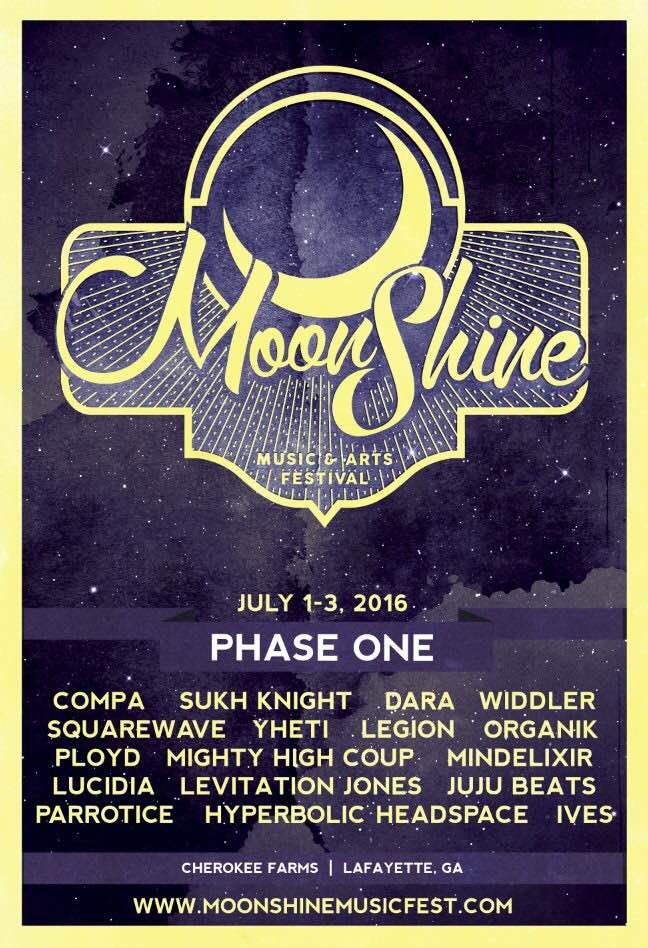 MoonShine
MUSIC & ARTS
FESTIVAL
JULY 1-3, 2016
PHASE ONE
COMPA SUKH KNIGHT DARA WIDDLER
SQUAREWAVE YHETI LEGION ORGANIK
PLOYD MIGHTY HIGH COUP MINDELIXIR
LUCIDIA LEVITATION JONES JUJU BEATS
PARROTICE HYPERBOLIC HEADSPACE IVES
CHEROKEE FARMS | LAFAYETTE, GA
WWW.MOONSHINEMUSICFEST.COM